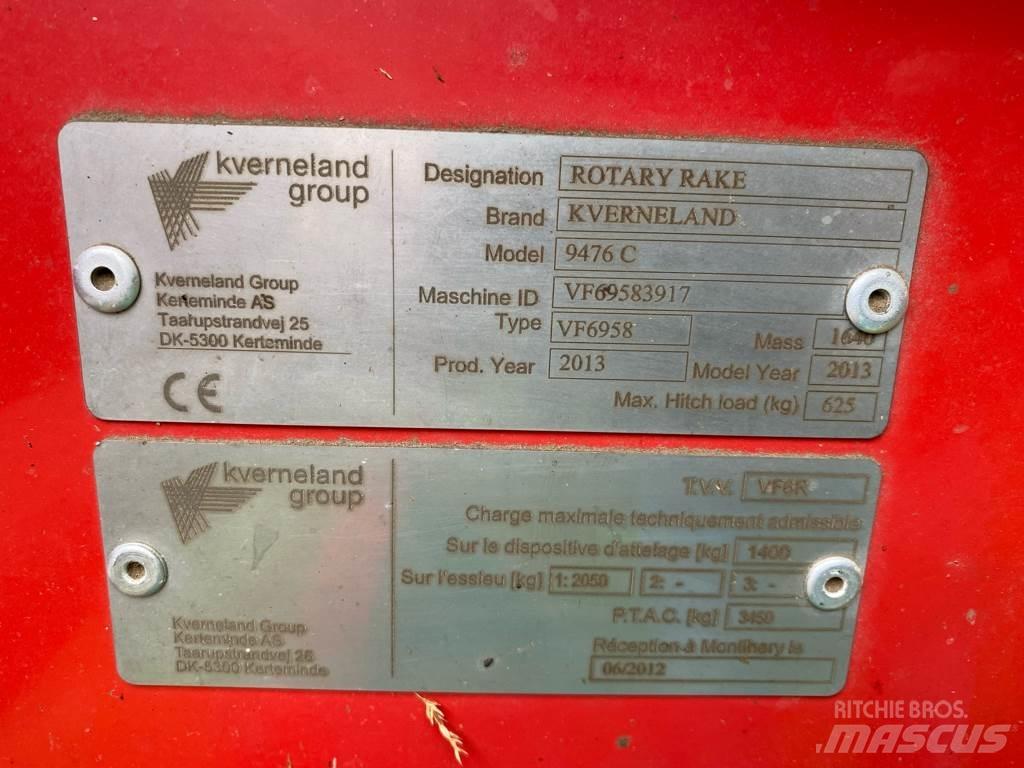 kverneland
group
Kverneland Group
Kerteminde AS
Taarupstrandvej 25
DK-5300 Kerteminde
CE
Designation ROTARY RAKE
Brand KVERNELAND
Model 9476 C
Maschine ID VF69583917
Type VF6958 Mass 1640
Prod. Year 2013 Model Year 2013
Max. Hitch load (kg) 625
kverneland
group
Kverneland Group
Kerteminde AS
Taarupstrandvej 25
DK-5300 Kerteminde
T.V.V. VF6R
Charge maximale techniquement admissible
Sur le dispositive d'attelage [kg] 1400
Sur l'essieu [kg] 1: 2050 2: - 3: -
P.T.A.C. [kg] 3450
Réception à Montlhery le
06/2012
RITCHIE BROS.
MASCUS